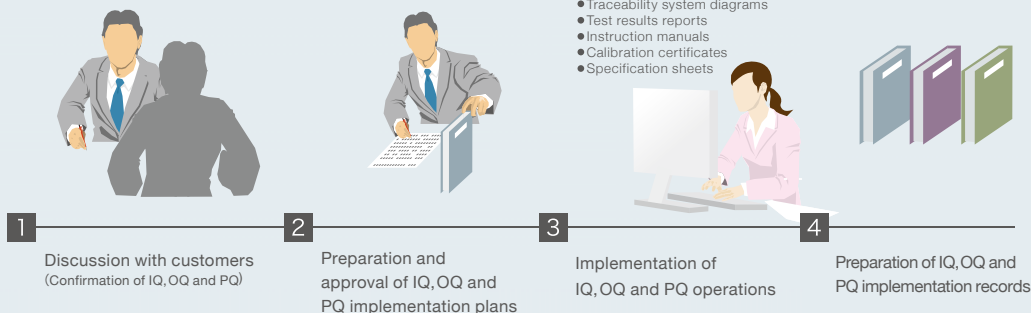 ●Traceability system diagrams
●Test results reports
●Instruction manuals
●Calibration certificates
●Specification sheets
1
Discussion with customers
(Confirmation of IQ, OQ and PQ)
2
Preparation and
approval of IQ, OQ and
PQ implementation plans
3
Implementation of
IQ, OQ and PQ operations
4
Preparation of IQ, OQ and
PQ implementation records